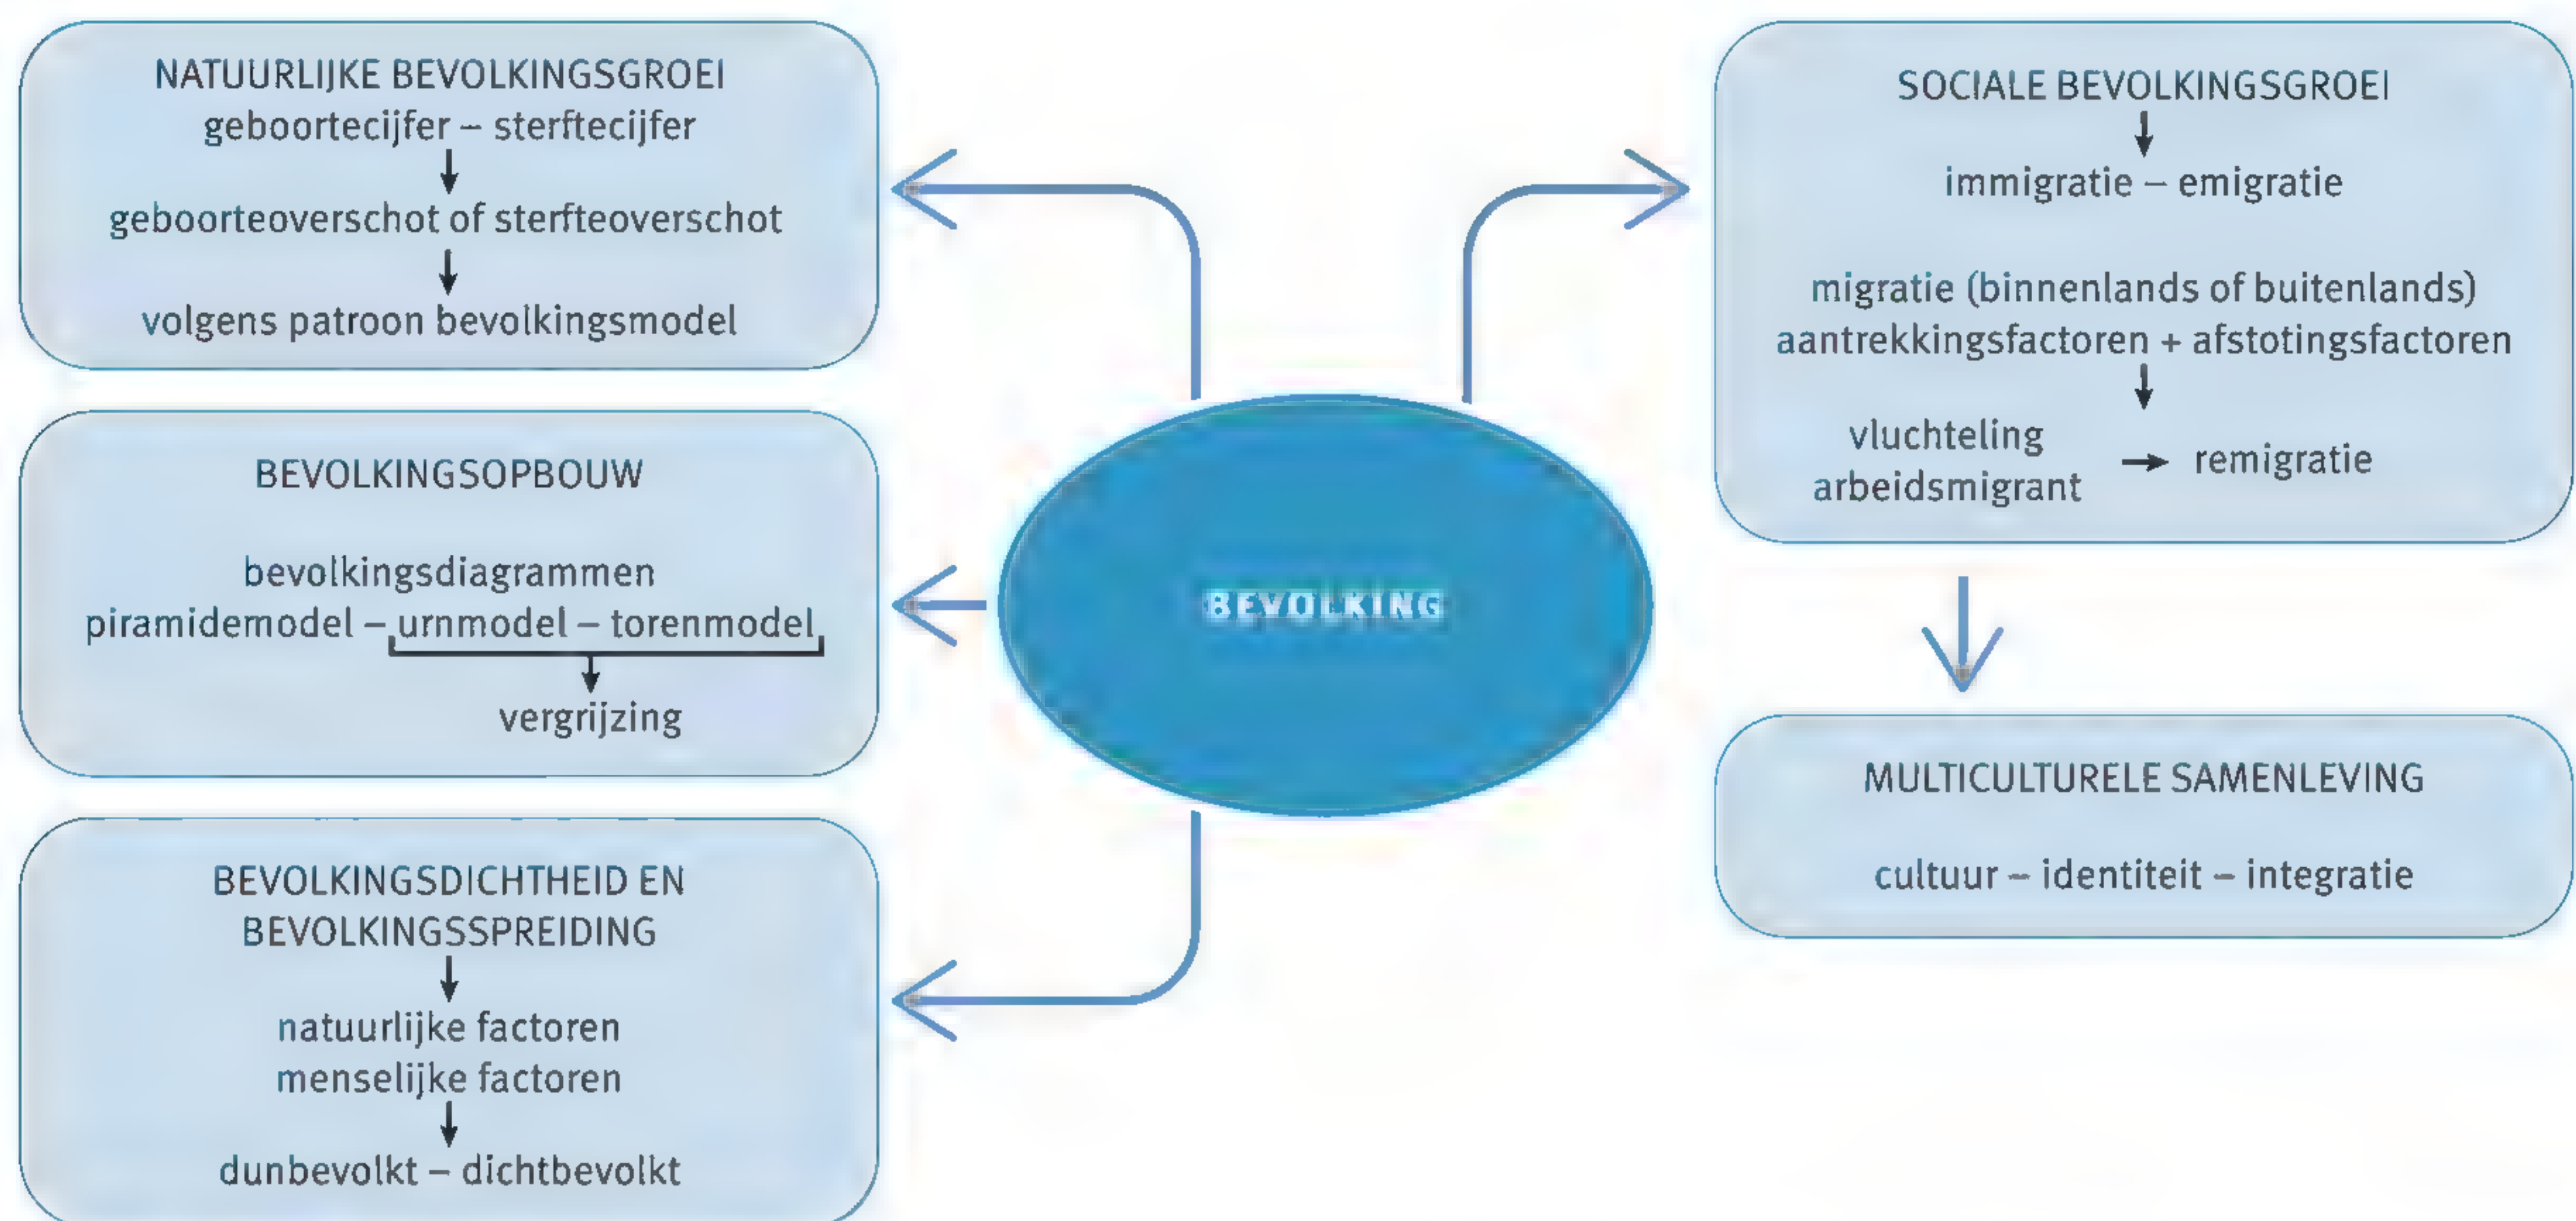 NATUURLIJKE BEVOLKINGSGROEI
geboortecijfer – sterftecijfer
geboorteoverschot of sterfteoverschot
volgens patroon bevolkingsmodel
BEVOLKINGSOPBOUW
bevolkingsdiagrammen
piramidemodel – urnmodel – torenmodel
vergrijzing
BEVOLKINGSDICHTHEID EN
BEVOLKINGSSPREIDING
natuurlijke factoren
menselijke factoren
dunbevolkt – dichtbevolkt
BEVOLKING
SOCIALE BEVOLKINGSGROEI
immigratie – emigratie
migratie (binnenlands of buitenlands)
aantrekkingsfactoren + afstotingsfactoren
vluchteling
arbeidsmigrant
remigratie
MULTICULTURELE SAMENLEVING
cultuur – identiteit – integratie